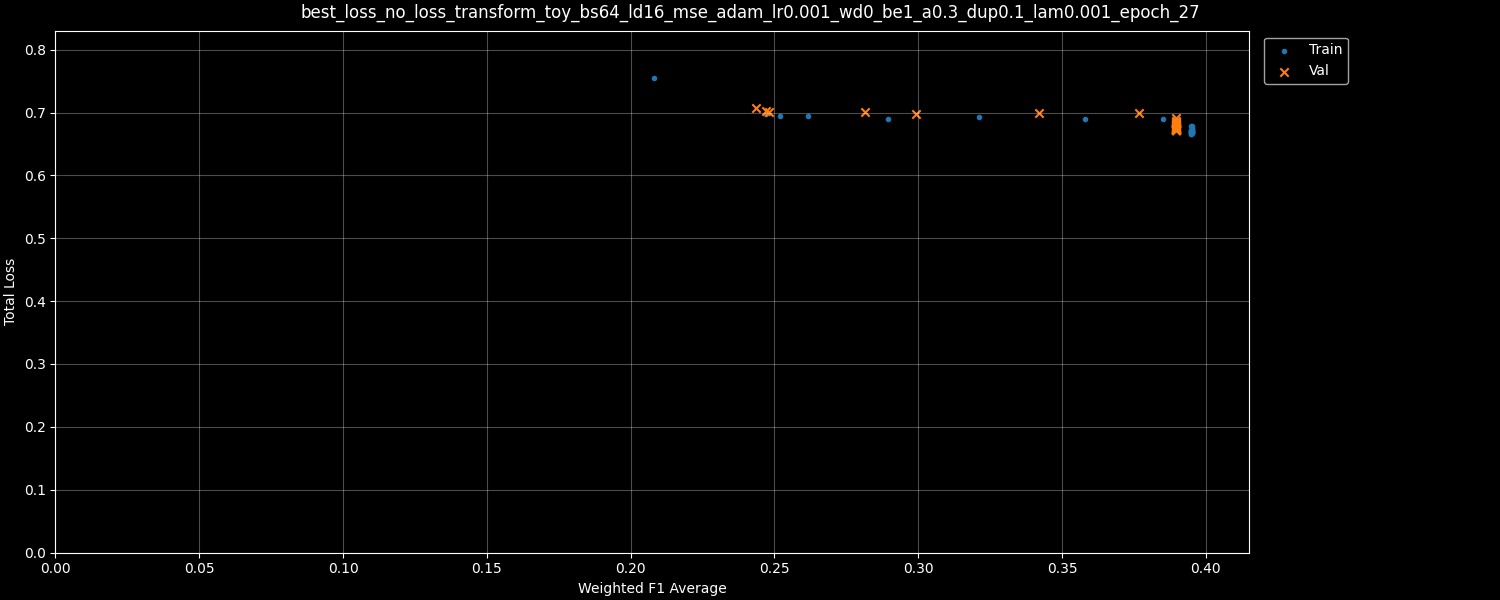 best_loss_no_loss_transform_toy_bs64_ld16_mse_adam_lr0.001_wd0_be1_a0.3_dup0.1_lam0.001_epoch_27
Train
Val
0.8
0.7
0.6
0.5
0.4
0.3
0.2
0.1
0.0
Total Loss
0.00 0.05 0.10 0.15 0.20 0.25 0.30 0.35 0.40
Weighted F1 Average